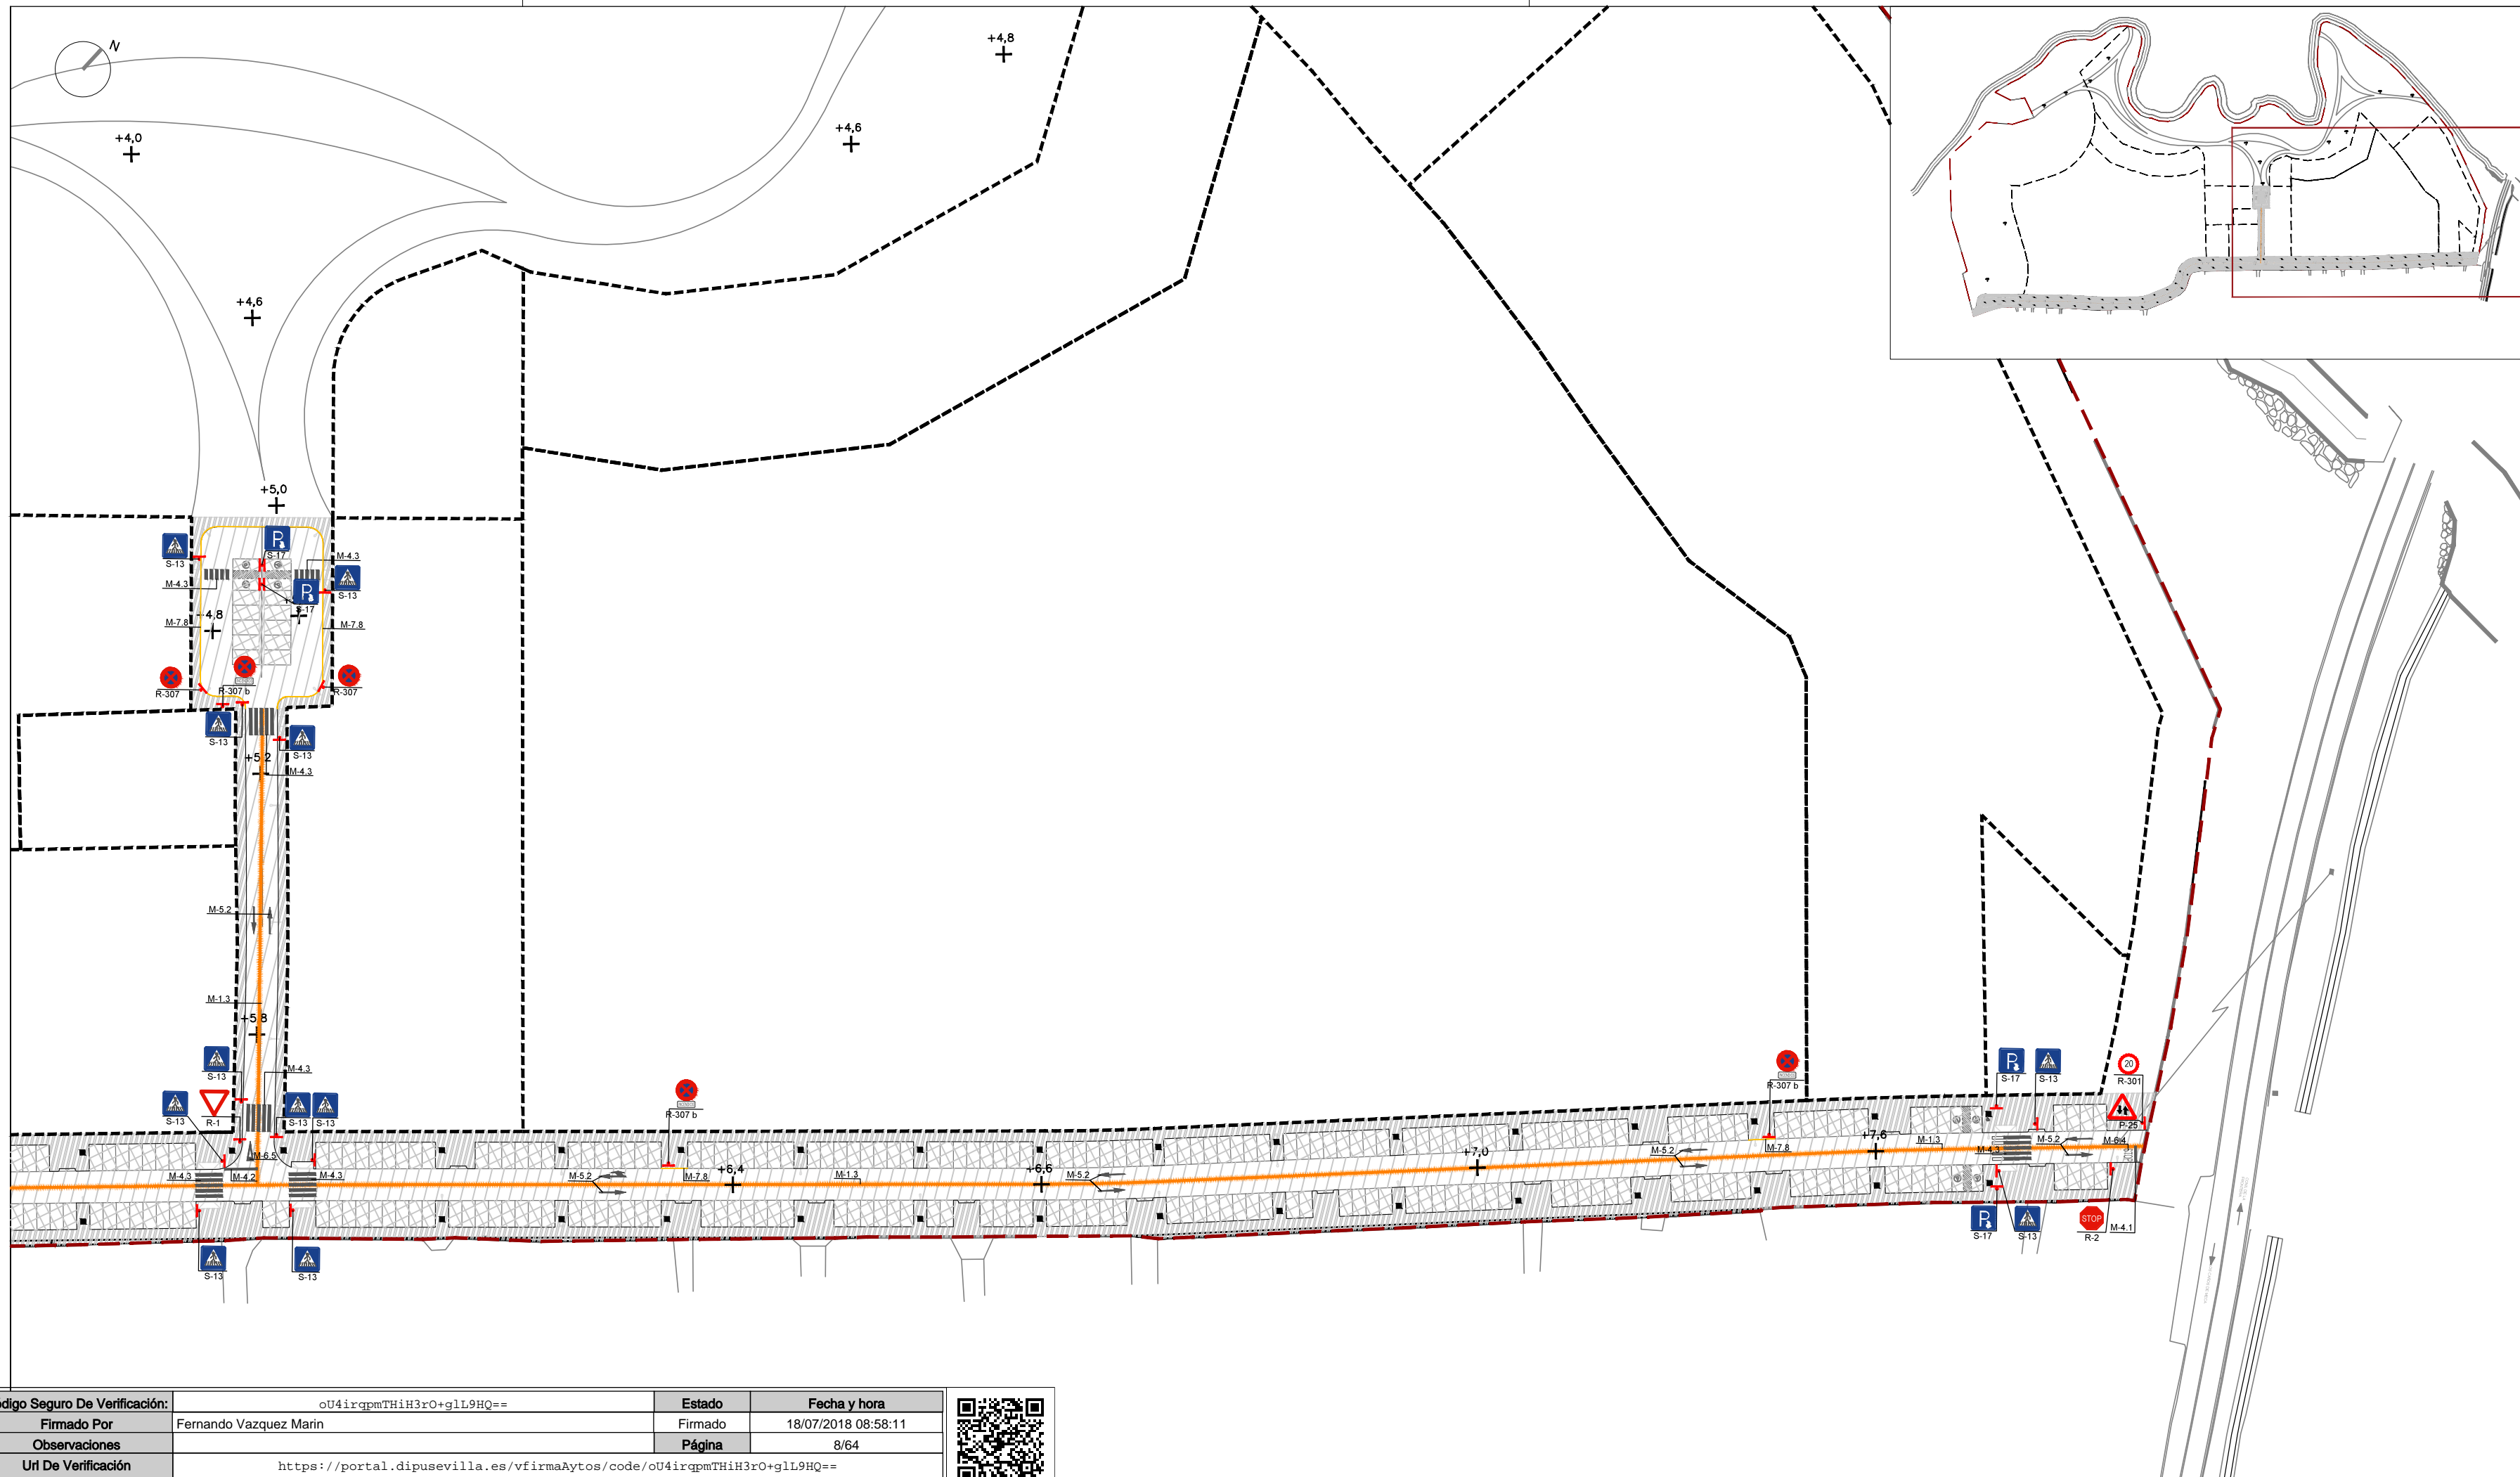 N
+4,8
+4,6
+4,0
+4,6
+5,0
S-13
P
S-17
M-4.3
M-4.3
P
S-17
S-13
+4,8
M-7.8
M-7.8
R-307
R-307 b
R-307
S-13
S-13
+5,2
M-4.3
M-5.2
M-1.3
+5,8
S-13
M-4.3
S-13
R-1
S-13
S-13
M-6.5
M-4.3
M-4.2
M-4.3
S-13
S-13
R-307 b
M-5.2
M-7.8
+6,4
M-1.3
+6,6
M-5.2
+7,0
R-307 b
M-5.2
M-7.8
+7,6
M-1.3
P
S-17
S-13
20
R-301
P-25
M-4.3
M-5.2
M-6.4
P
S-17
S-13
STOP
R-2
M-4.1
digo Seguro De Verificación: oU4irqpmTHiH3rO+glL9HQ== Estado Fecha y hora
Firmado Por Fernando Vazquez Marin Firmado 18/07/2018 08:58:11
Observaciones Página 8/64
Url De Verificación https://portal.dipusevilla.es/vfirmaAytos/code/oU4irqpmTHiH3rO+glL9HQ==